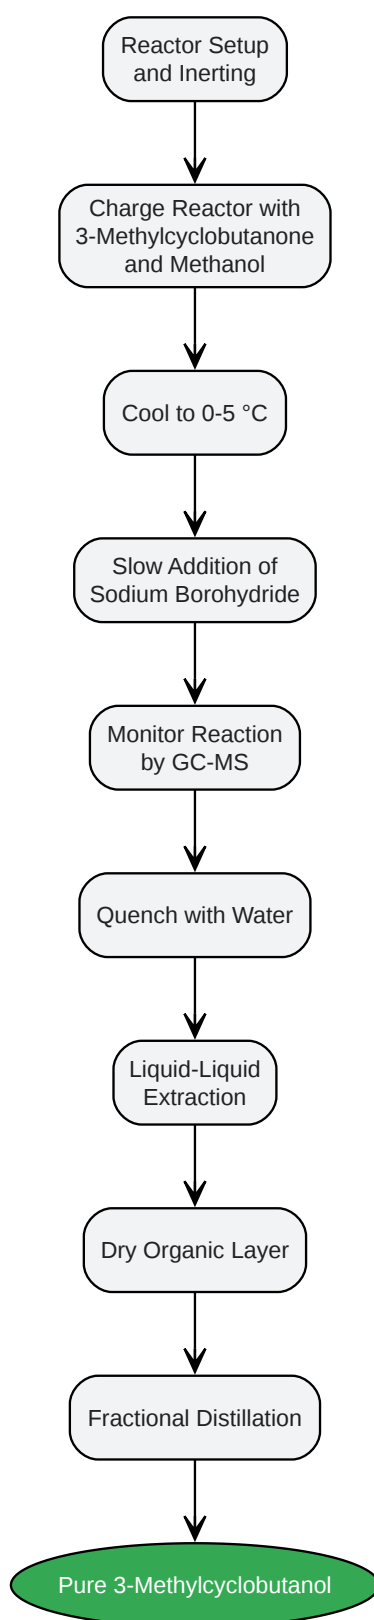 Reactor Setup
and Inerting
Charge Reactor with
3-Methylcyclobutanone
and Methanol
Cool to 0-5 °C
Slow Addition of
Sodium Borohydride
Monitor Reaction
by GC-MS
Quench with Water
Liquid-Liquid
Extraction
Dry Organic Layer
Fractional Distillation
Pure 3-Methylcyclobutanol